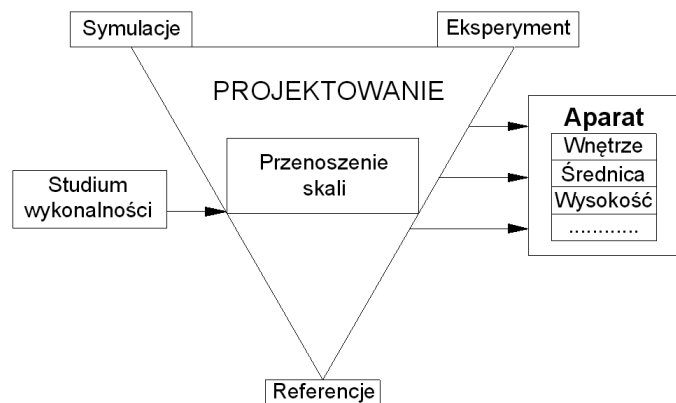 Symulacje
Eksperyment
PROJEKTOWANIE
Przenoszenie
skali
Studium
wykonalności
Aparat
Wnętrze
Średnica
Wysokość
............
Referencje